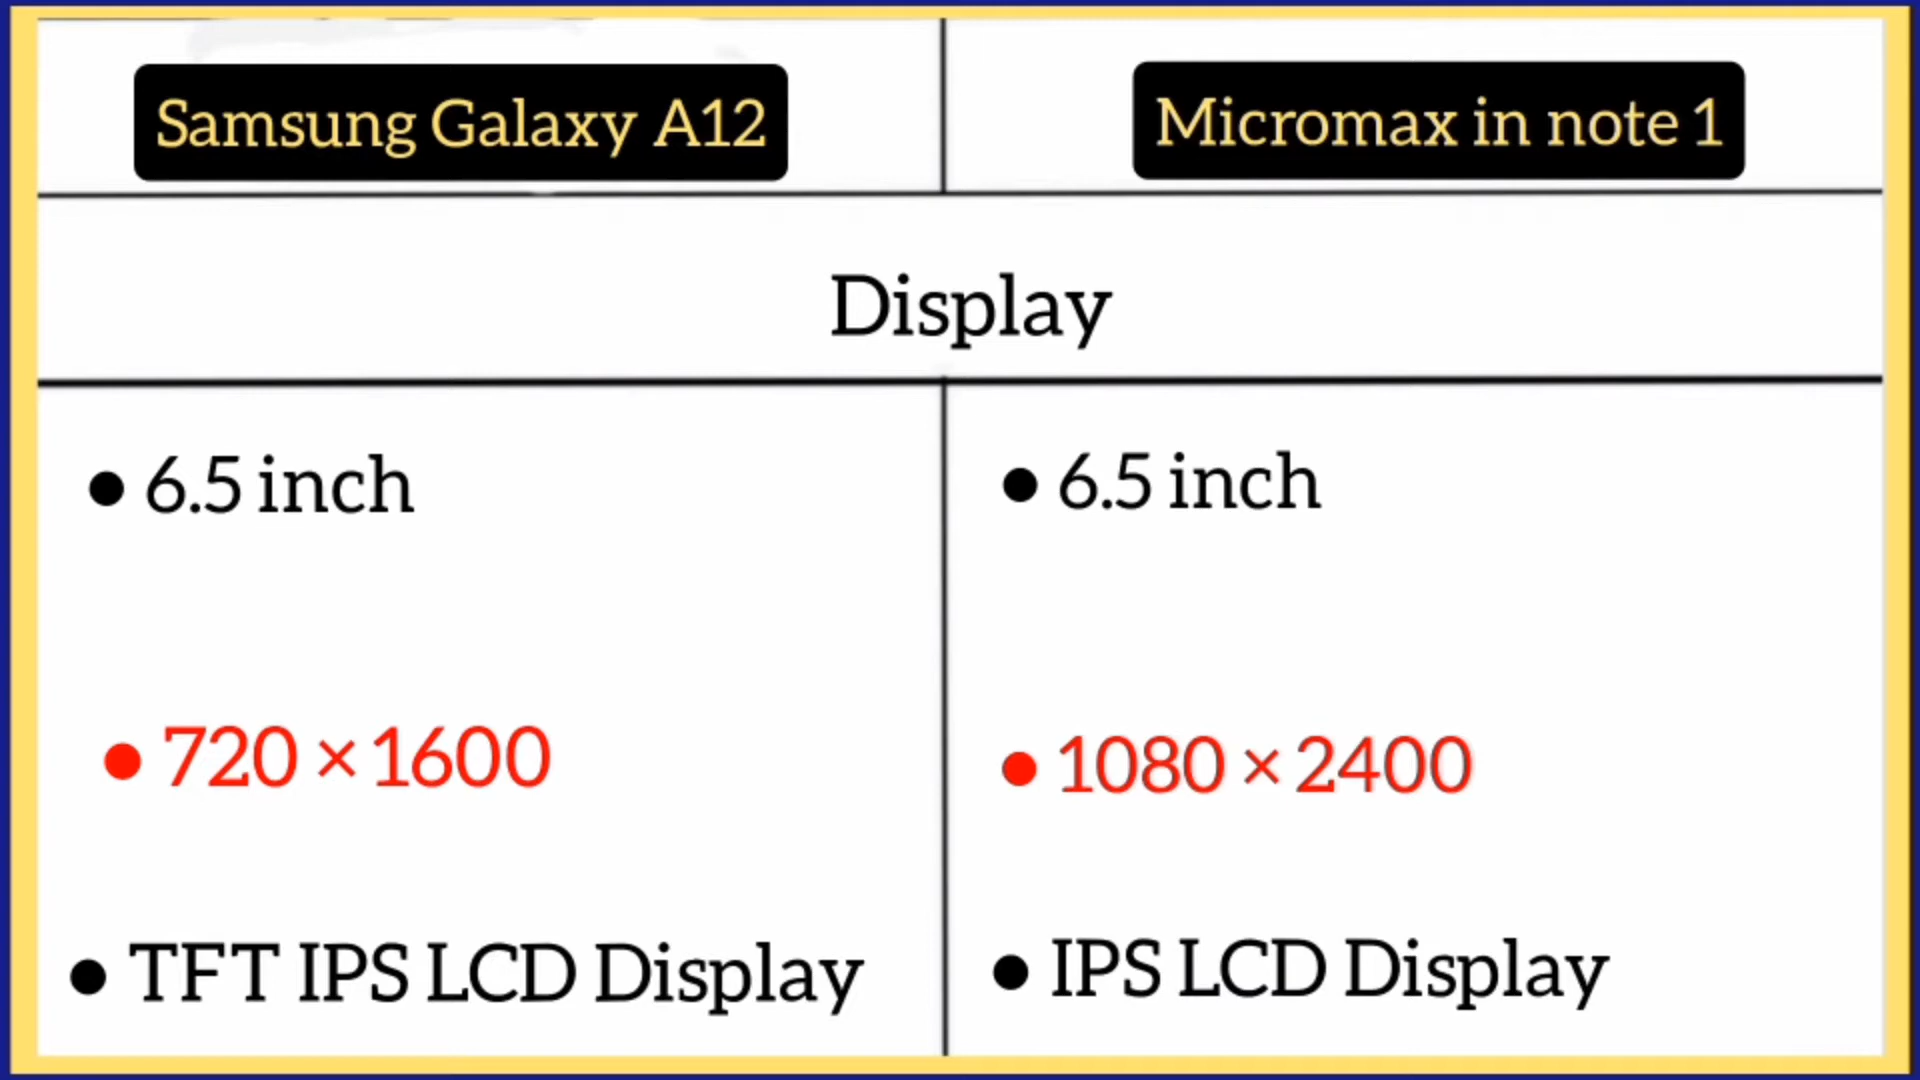 Samsung Galaxy A12
Micromax in note 1
Display
● 6.5 inch
● 6.5 inch
● 720 × 1600
● 1080 × 2400
● TFT IPS LCD Display
● IPS LCD Display